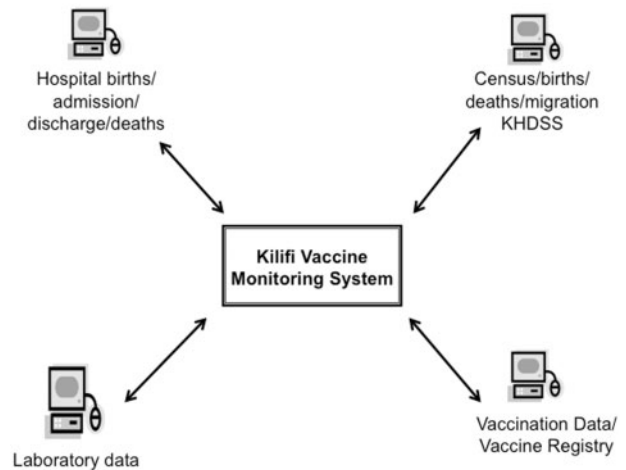 Hospital births/
admission/
discharge/deaths
Census/births/
deaths/migration
KHDSS
Kilifi Vaccine
Monitoring System
Laboratory data
Vaccination Data/
Vaccine Registry